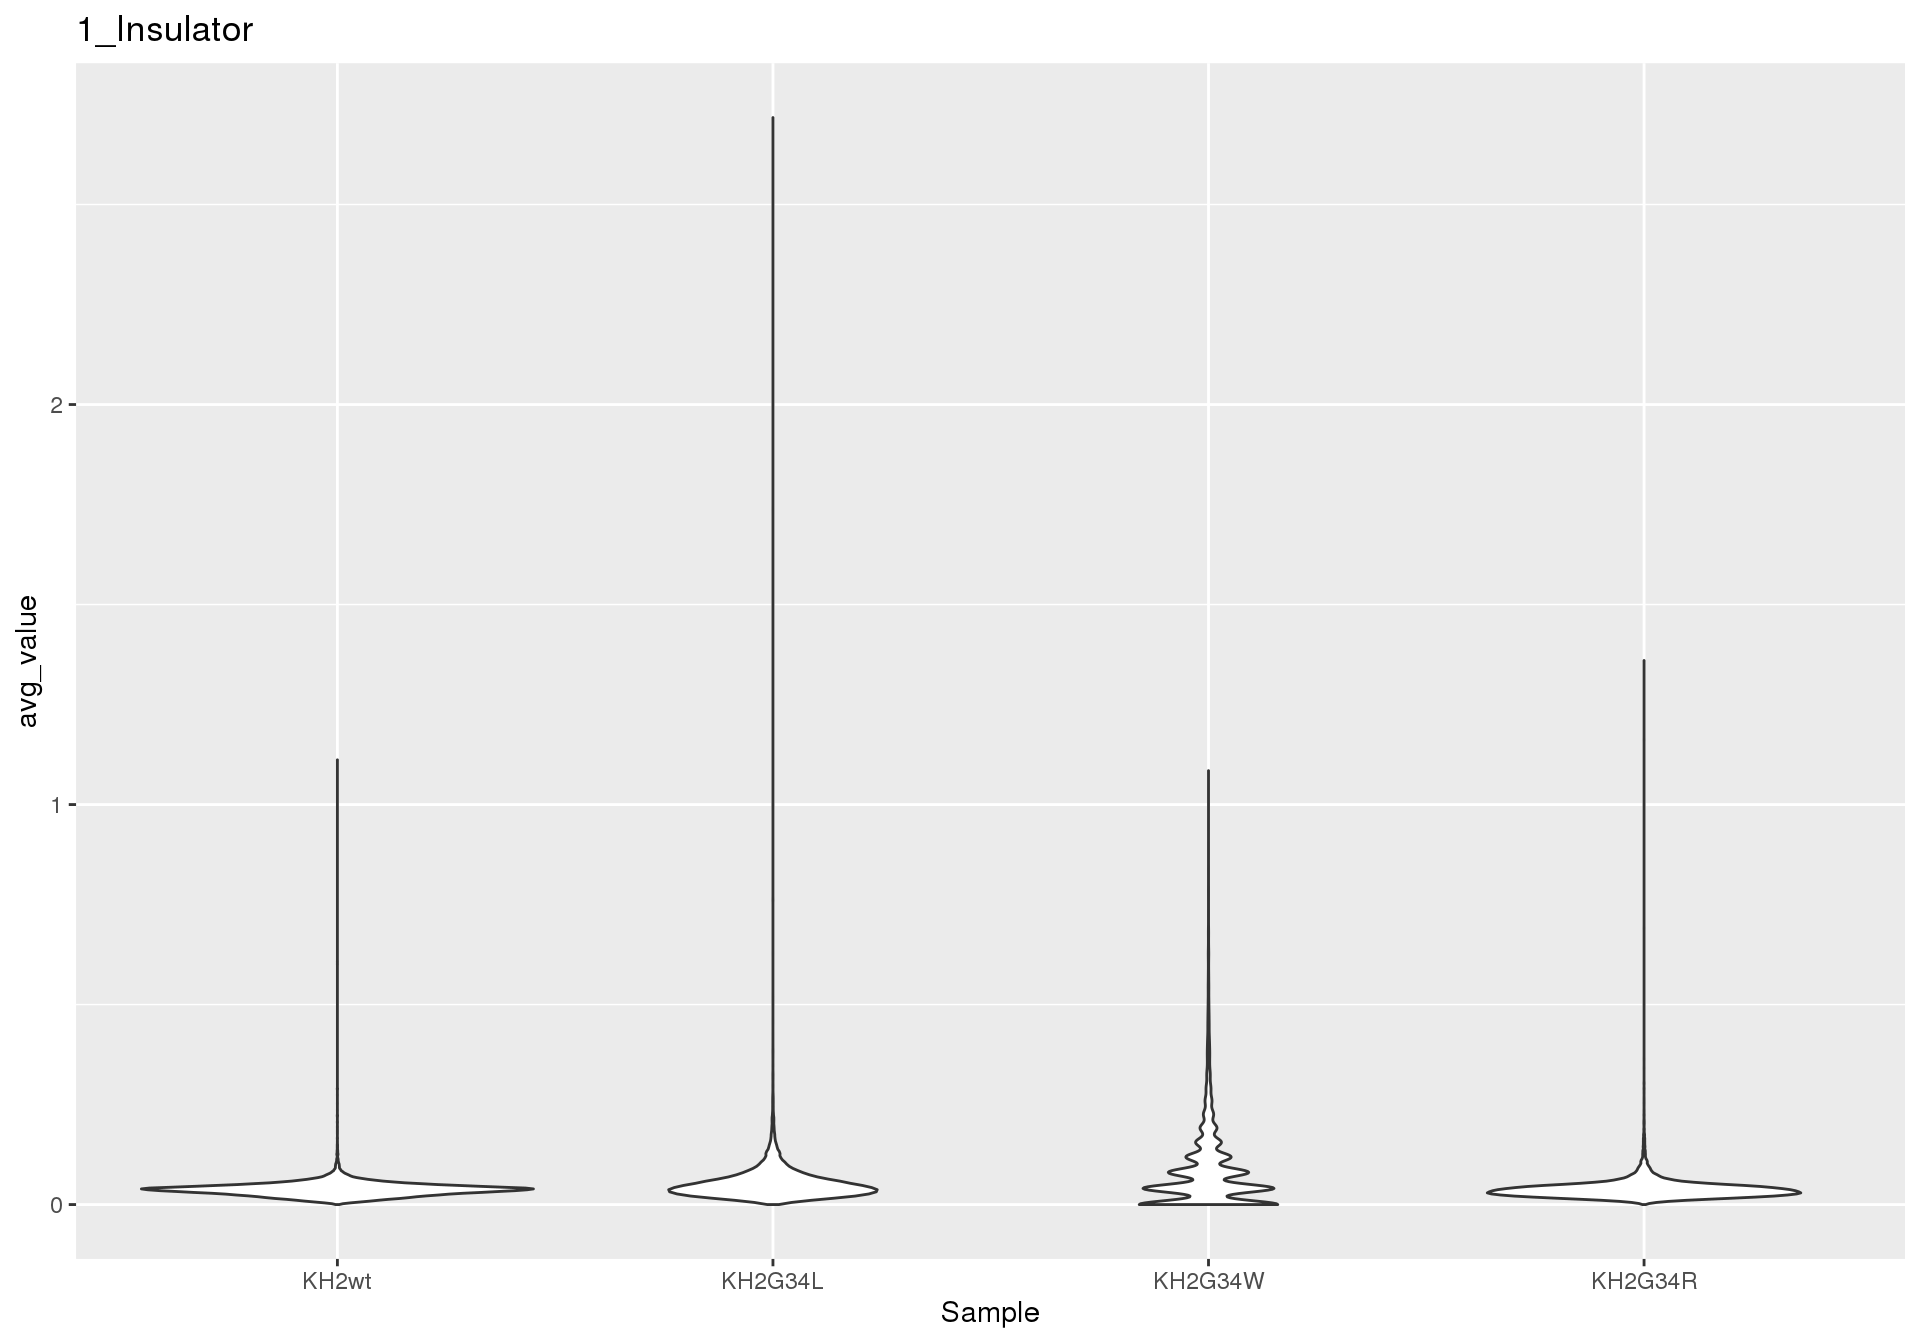 1_Insulator
avg_value
2
1
0
KH2wt KH2G34L KH2G34W KH2G34R
Sample